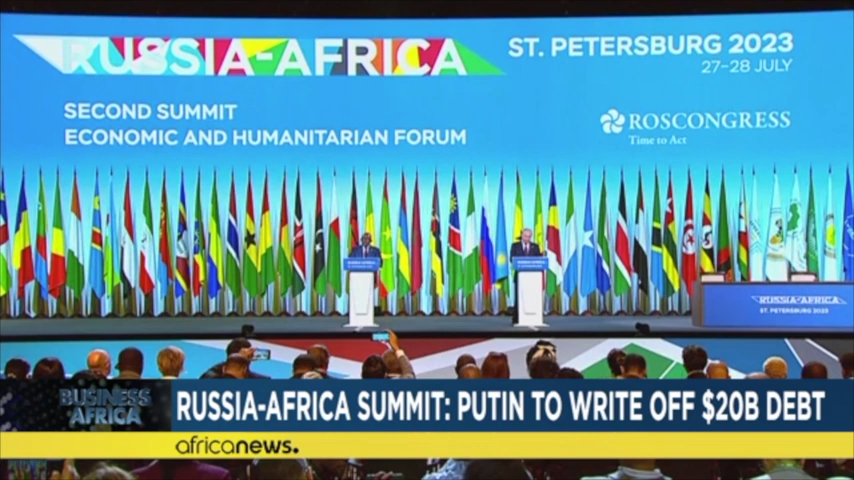 RUSSIA-AFRICA
ST. PETERSBURG 2023
27-28 JULY
SECOND SUMMIT
ECONOMIC AND HUMANITARIAN FORUM
ROSCONGRESS
Time to Act
RUSSIA-AFRICA
ST. PETERSBURG 2023
BUSINESS
AFRICA
RUSSIA-AFRICA SUMMIT: PUTIN TO WRITE OFF $20B DEBT
africanews.